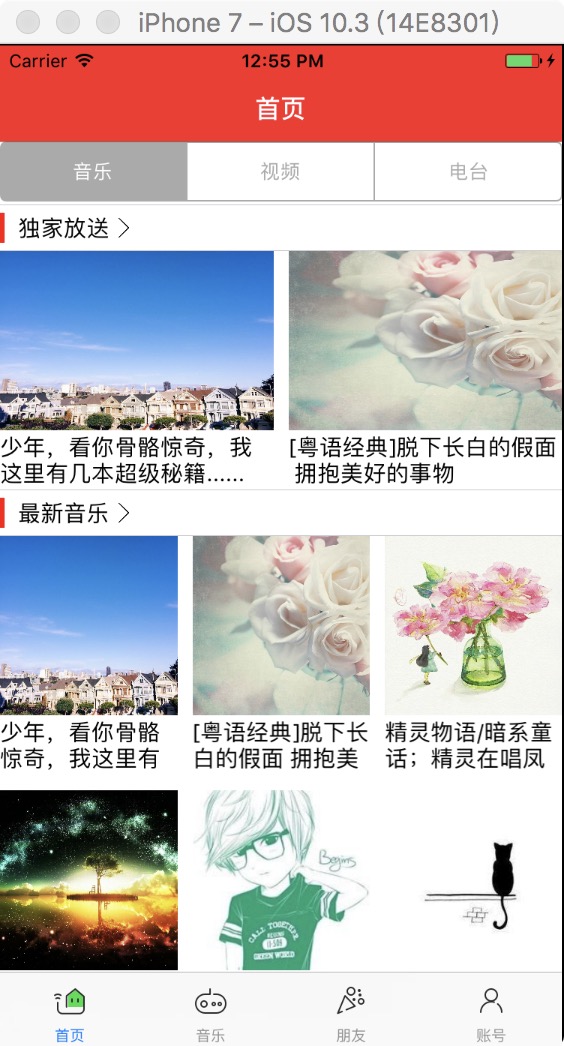 iPhone 7 – iOS 10.3 (14E8301)
Carrier 12:55 PM
首页
音乐 视频 电台
独家放送
少年，看你骨骼惊奇，我
这里有几本超级秘籍……
[粤语经典]脱下长白的假面
拥抱美好的事物
最新音乐
少年，看你骨骼
惊奇，我这里有
[粤语经典]脱下长
白的假面 拥抱美
精灵物语/暗系童
话；精灵在唱凤
Begins
CALL TOGETHERE
GREEN WORLD
首页 音乐 朋友 账号